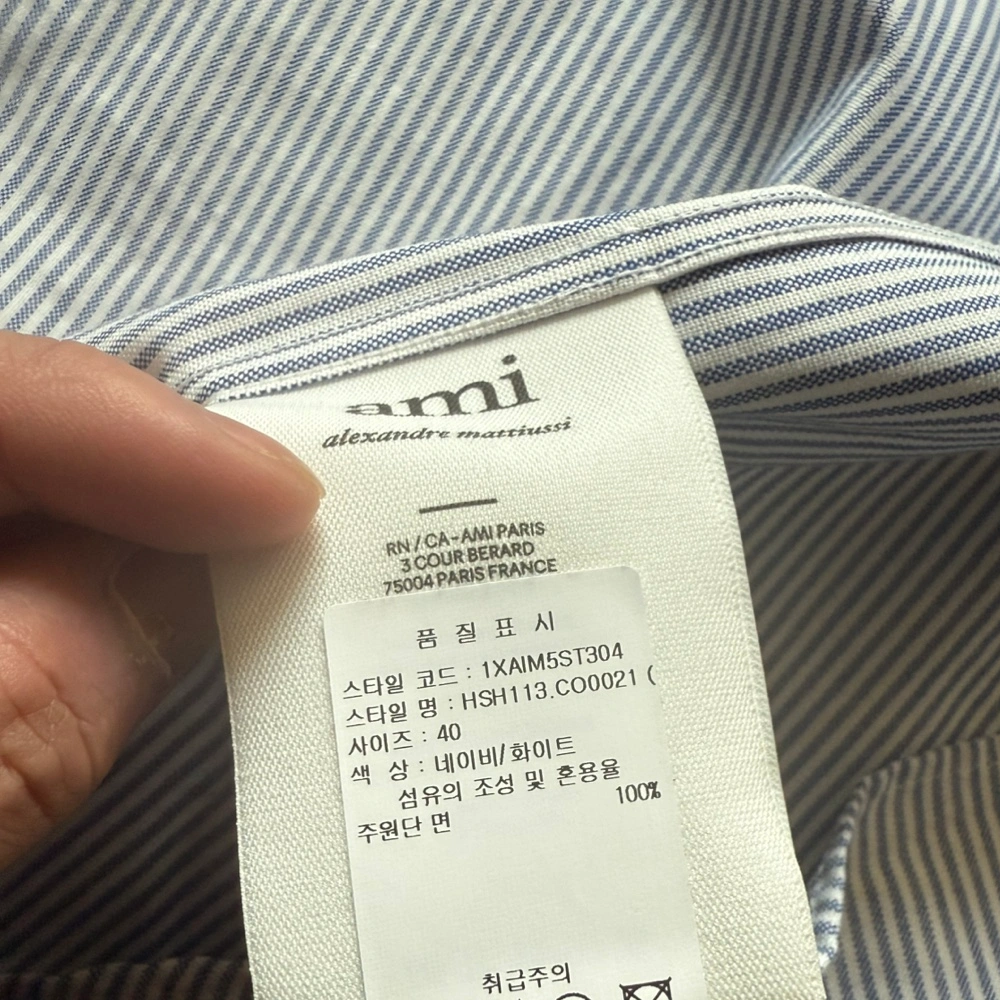 ami
alexandre mattiussi
RN / CA-AMI PARIS
3 COUR BERARD
75004 PARIS FRANCE
품 질 표 시
스타일 코드 : 1XAIM5ST304
스타일 명 : HSH113.CO0021 (
사이즈 : 40
색 상 : 네이비/화이트
섬유의 조성 및 혼용율
주원단 면 100%
취급주의